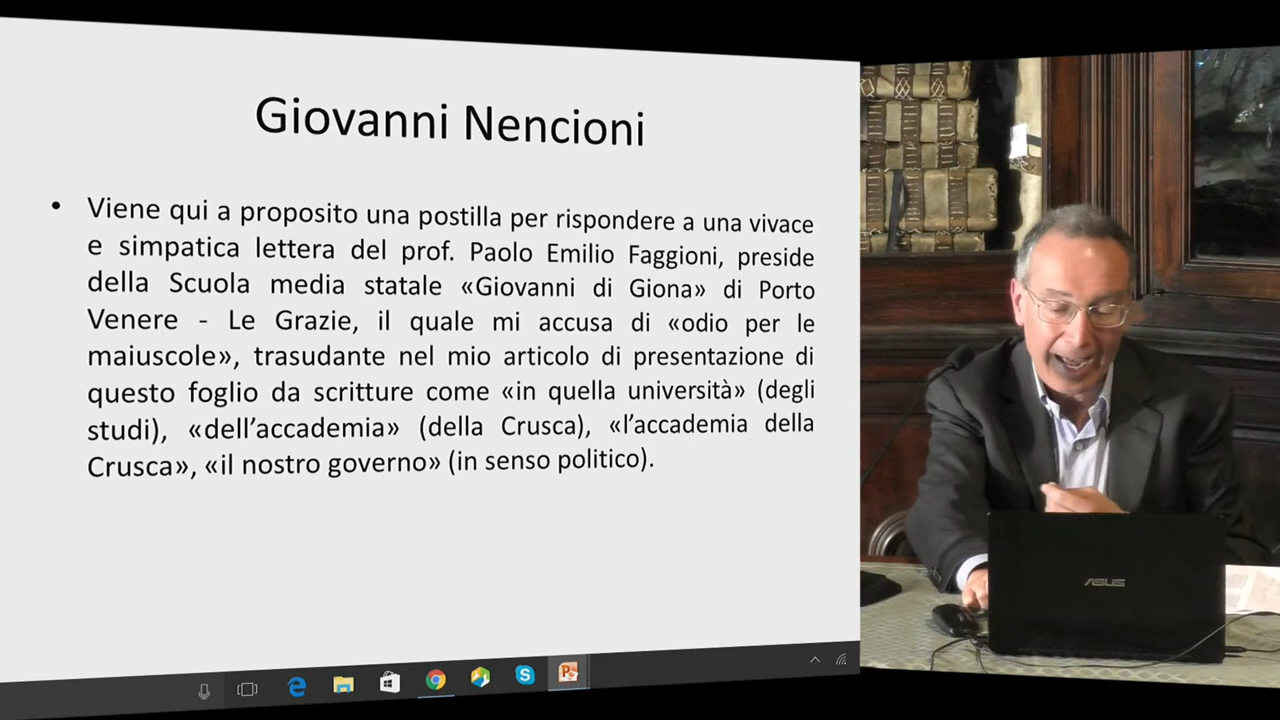 Giovanni Nencioni
• Viene qui a proposito una postilla per rispondere a una vivace
e simpatica lettera del prof. Paolo Emilio Faggioni, preside
della Scuola media statale «Giovanni di Giona» di Porto
Venere - Le Grazie, il quale mi accusa di «odio per le
maiuscole», trasudante nel mio articolo di presentazione di
questo foglio da scritture come «in quella università» (degli
studi), «dell’accademia» (della Crusca), «l’accademia della
Crusca», «il nostro governo» (in senso politico).
ASUS